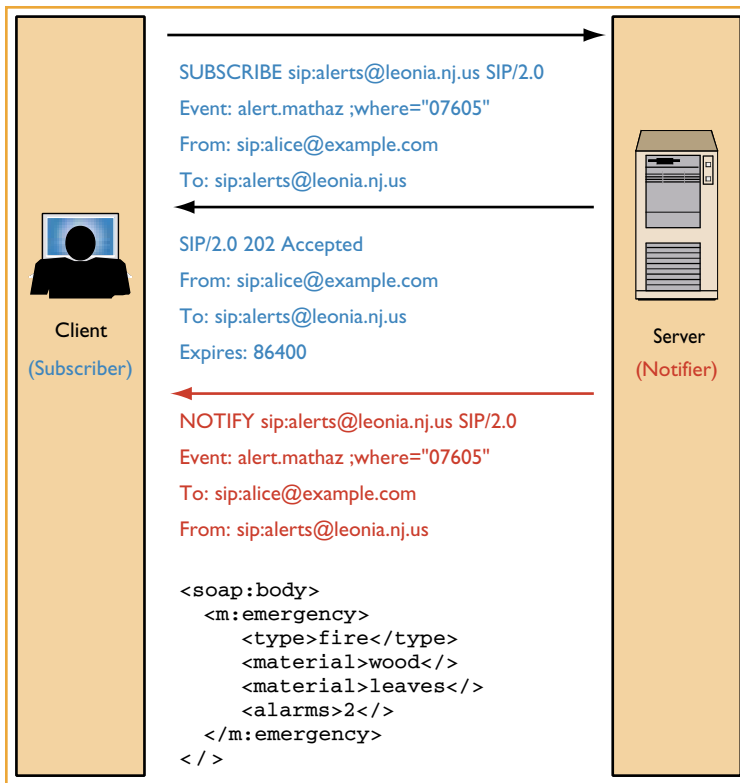 SUBSCRIBE sip:alerts@leonia.nj.us SIP/2.0
Event: alert.mathaz ;where="07605"
From: sip:alice@example.com
To: sip:alerts@leonia.nj.us
SIP/2.0 202 Accepted
From: sip:alice@example.com
To: sip:alerts@leonia.nj.us
Expires: 86400
Client
(Subscriber)
Server
(Notifier)
NOTIFY sip:alerts@leonia.nj.us SIP/2.0
Event: alert.mathaz ;where="07605"
To: sip:alice@example.com
From: sip:alerts@leonia.nj.us
<soap:body>
<m:emergency>
<type>fire</type>
<material>wood</>
<material>leaves</>
<alarms>2</>
</m:emergency>
</>